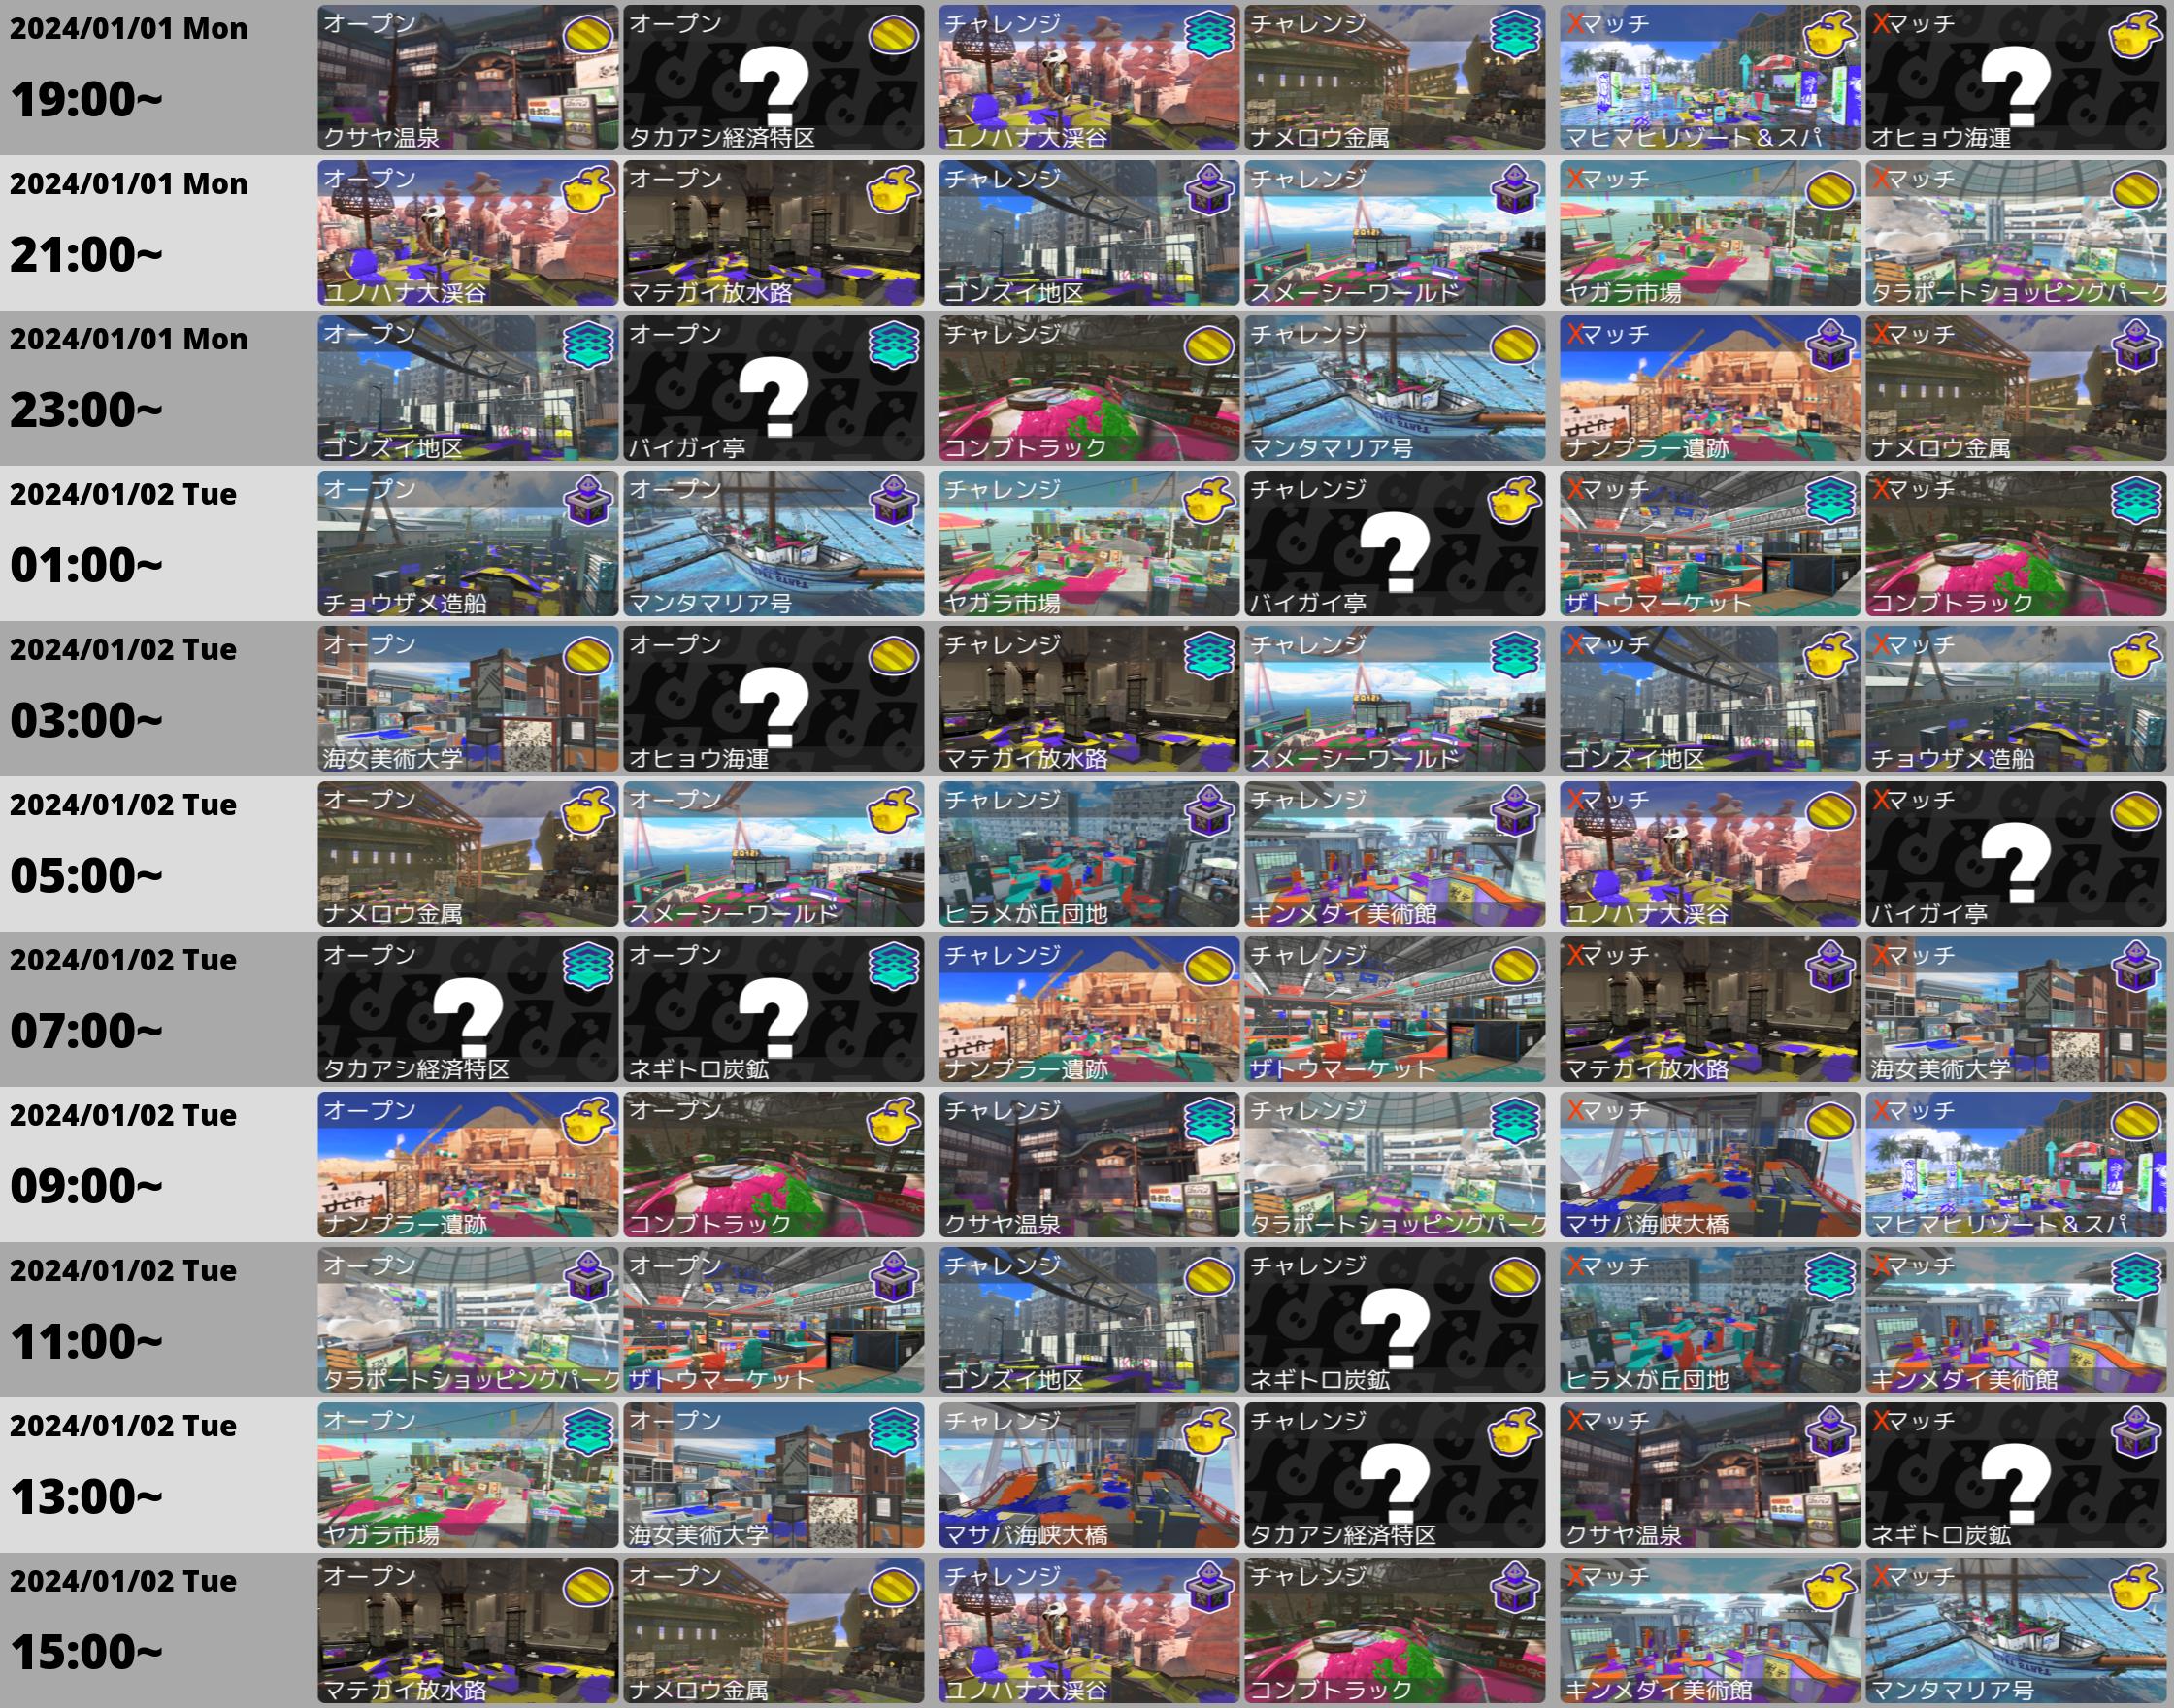 2024/01/01 Mon
19:00~
オープン
クサヤ温泉
オープン
タカアシ経済特区
チャレンジ
ユノハナ大渓谷
チャレンジ
ナメロウ金属
Xマッチ
マヒマヒリゾート＆スパ
Xマッチ
オヒョウ海運
2024/01/01 Mon
21:00~
オープン
ユノハナ大渓谷
オープン
マテガイ放水路
チャレンジ
ゴンズイ地区
チャレンジ
スメーシーワールド
Xマッチ
ヤガラ市場
Xマッチ
タラポートショッピングパーク
2024/01/01 Mon
23:00~
オープン
ゴンズイ地区
オープン
バイガイ亭
チャレンジ
コンブトラック
チャレンジ
マンタマリア号
Xマッチ
ナンプラー遺跡
Xマッチ
ナメロウ金属
2024/01/02 Tue
01:00~
オープン
チョウザメ造船
オープン
マンタマリア号
チャレンジ
ヤガラ市場
チャレンジ
バイガイ亭
Xマッチ
ザトウマーケット
Xマッチ
コンブトラック
2024/01/02 Tue
03:00~
オープン
海女美術大学
オープン
オヒョウ海運
チャレンジ
マテガイ放水路
チャレンジ
スメーシーワールド
Xマッチ
ゴンズイ地区
Xマッチ
チョウザメ造船
2024/01/02 Tue
05:00~
オープン
ナメロウ金属
オープン
スメーシーワールド
チャレンジ
ヒラメが丘団地
チャレンジ
キンメダイ美術館
Xマッチ
ユノハナ大渓谷
Xマッチ
バイガイ亭
2024/01/02 Tue
07:00~
オープン
タカアシ経済特区
オープン
ネギトロ炭鉱
チャレンジ
ナンプラー遺跡
チャレンジ
ザトウマーケット
Xマッチ
マテガイ放水路
Xマッチ
海女美術大学
2024/01/02 Tue
09:00~
オープン
ナンプラー遺跡
オープン
コンブトラック
チャレンジ
クサヤ温泉
チャレンジ
タラポートショッピングパーク
Xマッチ
マサバ海峡大橋
Xマッチ
マヒマヒリゾート＆スパ
2024/01/02 Tue
11:00~
オープン
タラポートショッピングパーク
オープン
ザトウマーケット
チャレンジ
ゴンズイ地区
チャレンジ
ネギトロ炭鉱
Xマッチ
ヒラメが丘団地
Xマッチ
キンメダイ美術館
2024/01/02 Tue
13:00~
オープン
ヤガラ市場
オープン
海女美術大学
チャレンジ
マサバ海峡大橋
チャレンジ
タカアシ経済特区
Xマッチ
クサヤ温泉
Xマッチ
ネギトロ炭鉱
2024/01/02 Tue
15:00~
オープン
マテガイ放水路
オープン
ナメロウ金属
チャレンジ
ユノハナ大渓谷
チャレンジ
コンブトラック
Xマッチ
キンメダイ美術館
Xマッチ
マンタマリア号